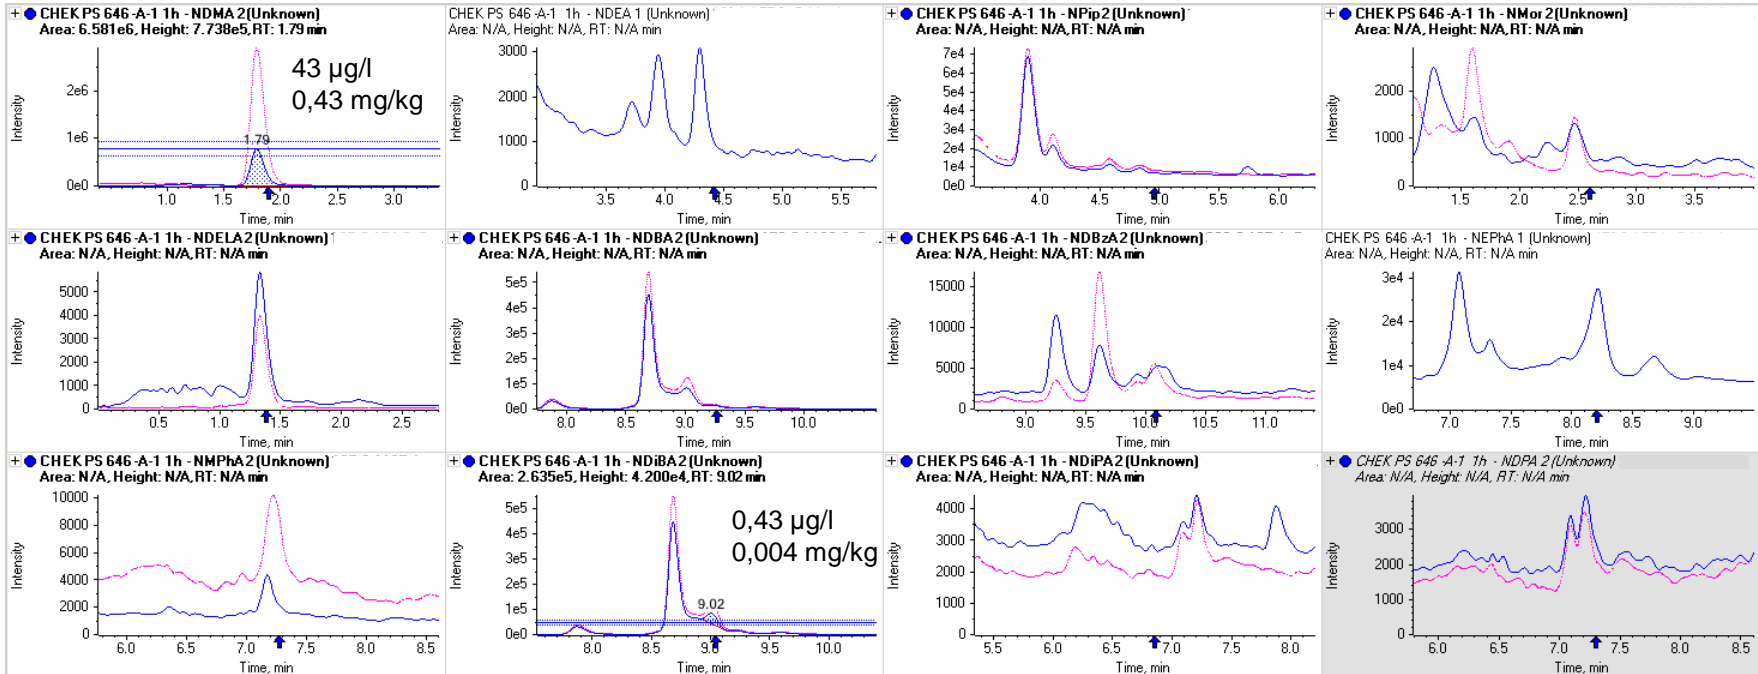 CHEK PS 646 -A-1 1h - NDMA 2 (Unknown)
Area: 6.581e6, Height: 7.738e5, RT: 1.79 min
43 µg/l
0,43 mg/kg
1.79
Intensity
2e6
1e6
0e0
1.0 1.5 2.0 2.5 3.0
Time, min
CHEK PS 646 -A-1 1h - NDEA 1 (Unknown)
Area: N/A, Height: N/A, RT: N/A min
Intensity
3000
2000
1000
0
3.5 4.0 4.5 5.0 5.5
Time, min
CHEK PS 646 -A-1 1h - NPip 2 (Unknown)
Area: N/A, Height: N/A, RT: N/A min
Intensity
7e4
6e4
5e4
4e4
3e4
2e4
1e4
0e0
4.0 4.5 5.0 5.5 6.0
Time, min
CHEK PS 646 -A-1 1h - NMor 2 (Unknown)
Area: N/A, Height: N/A, RT: N/A min
Intensity
2000
1000
0
1.5 2.0 2.5 3.0 3.5
Time, min
CHEK PS 646 -A-1 1h - NDELA 2 (Unknown)
Area: N/A, Height: N/A, RT: N/A min
Intensity
5000
4000
3000
2000
1000
0
0.5 1.0 1.5 2.0 2.5
Time, min
CHEK PS 646 -A-1 1h - NDBA 2 (Unknown)
Area: N/A, Height: N/A, RT: N/A min
Intensity
5e5
4e5
3e5
2e5
1e5
0e0
8.0 8.5 9.0 9.5 10.0
Time, min
CHEK PS 646 -A-1 1h - NDBzA 2 (Unknown)
Area: N/A, Height: N/A, RT: N/A min
Intensity
15000
10000
5000
0
9.0 9.5 10.0 10.5 11.0
Time, min
CHEK PS 646 -A-1 1h - NEPhA 1 (Unknown)
Area: N/A, Height: N/A, RT: N/A min
Intensity
3e4
2e4
1e4
0e0
7.0 7.5 8.0 8.5 9.0
Time, min
CHEK PS 646 -A-1 1h - NMPhA 2 (Unknown)
Area: N/A, Height: N/A, RT: N/A min
Intensity
10000
8000
6000
4000
2000
0
6.0 6.5 7.0 7.5 8.0 8.5
Time, min
CHEK PS 646 -A-1 1h - NDiBA 2 (Unknown)
Area: 2.635e5, Height: 4.200e4, RT: 9.02 min
0,43 µg/l
0,004 mg/kg
9.02
Intensity
5e5
4e5
3e5
2e5
1e5
0e0
8.0 8.5 9.0 9.5 10.0
Time, min
CHEK PS 646 -A-1 1h - NDiPA 2 (Unknown)
Area: N/A, Height: N/A, RT: N/A min
Intensity
4000
3000
2000
1000
0
5.5 6.0 6.5 7.0 7.5 8.0
Time, min
CHEK PS 646 -A-1 1h - NDPA 2 (Unknown)
Area: N/A, Height: N/A, RT: N/A min
Intensity
3000
2000
1000
0
6.0 6.5 7.0 7.5 8.0 8.5
Time, min